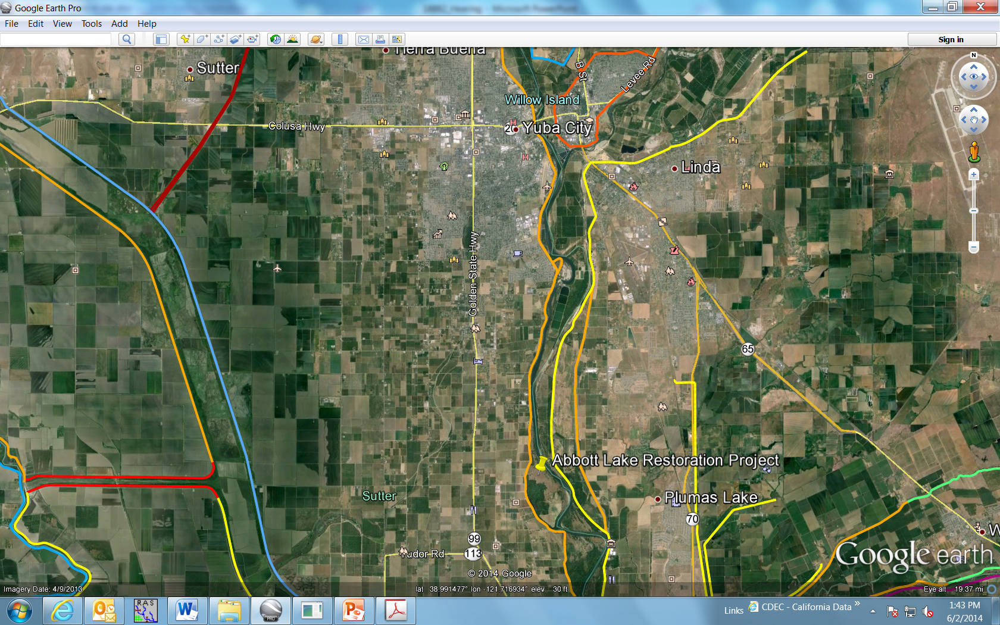 Google Earth Pro
File Edit View Tools Add Help
Sign in
N
Tierra Buena
Sutter
B St
Levee Rd
Willow Island
Colusa Hwy
20
Yuba City
Linda
Golden State Hwy
65
Abbott Lake Restoration Project
Sutter
Plumas Lake
70
99
113
Tudor Rd
W
Google earth
© 2014 Google
Imagery Date: 4/9/2013
lat 38.991477° lon -121.716934° elev 30 ft
Eye alt 19.37 mi
RAS
PRO
Links CDEC - California Data »
1:43 PM
6/2/2014